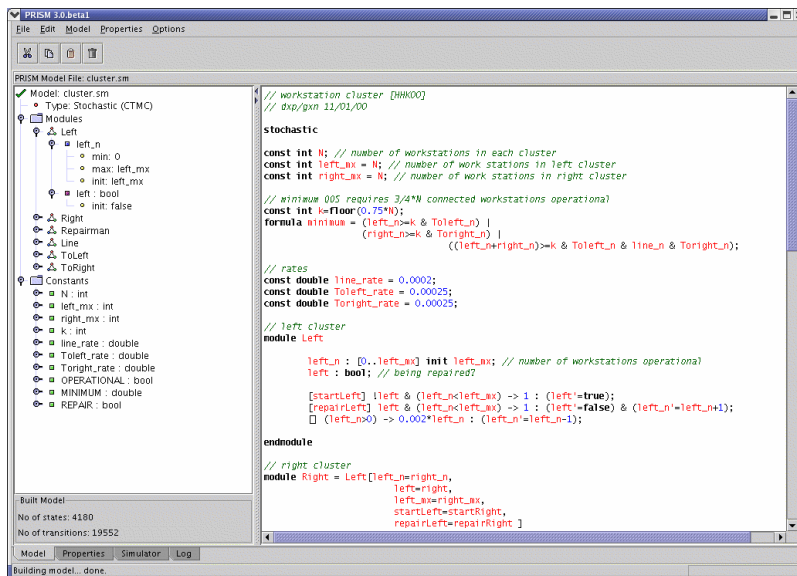 PRISM 3.0.beta1
File Edit Model Properties Options
PRISM Model File: cluster.sm
Model: cluster.sm
Type: Stochastic (CTMC)
Modules
Left
left_n
min: 0
max: left_mx
init: left_mx
left : bool
init: false
Right
Repairman
Line
ToLeft
ToRight
Constants
N : int
left_mx : int
right_mx : int
k : int
line_rate : double
Toleft_rate : double
Toright_rate : double
OPERATIONAL : bool
MINIMUM : double
REPAIR : bool
Built Model
No of states: 4180
No of transitions: 19552
// workstation cluster [HHK00]
// dxp/gxn 11/01/00
stochastic
const int N; // number of workstations in each cluster
const int left_mx = N; // number of work stations in left cluster
const int right_mx = N; // number of work stations in right cluster
// minimum QOS requires 3/4*N connected workstations operational
const int k=floor(0.75*N);
formula minimum = (left_n>=k & Toleft_n) |
(right_n>=k & Toright_n) |
((left_n+right_n)>=k & Toleft_n & line_n & Toright_n);
// rates
const double line_rate = 0.0002;
const double Toleft_rate = 0.00025;
const double Toright_rate = 0.00025;
// left cluster
module Left
left_n : [0..left_mx] init left_mx; // number of workstations operational
left : bool; // being repaired?
[startLeft] !left & (left_n<left_mx) -> 1 : (left'=true);
[repairLeft] left & (left_n<left_mx) -> 1 : (left'=false) & (left_n'=left_n+1);
[] (left_n>0) -> 0.002*left_n : (left_n'=left_n-1);
endmodule
// right cluster
module Right = Left[left_n=right_n,
left=right,
left_mx=right_mx,
startLeft=startRight,
repairLeft=repairRight ]
Model Properties Simulator Log
Building model... done.